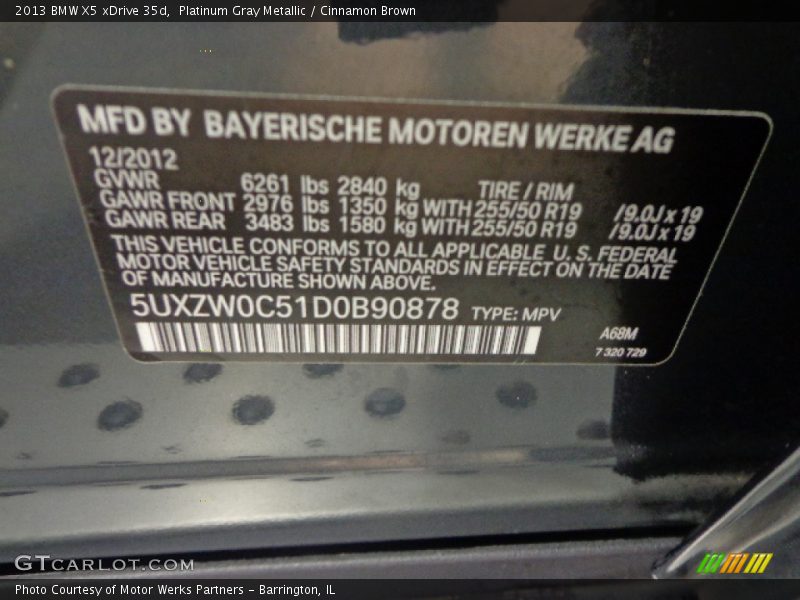 2013 BMW X5 xDrive 35d,  Platinum Gray Metallic / Cinnamon Brown
MFD BY BAYERISCHE MOTOREN WERKE AG
12/2012
GVWR 6261 lbs 2840 kg TIRE / RIM
GAWR FRONT 2976 lbs 1350 kg WITH 255/50 R19 /9.0J x 19
GAWR REAR 3483 lbs 1580 kg WITH 255/50 R19 /9.0J x 19
THIS VEHICLE CONFORMS TO ALL APPLICABLE U. S. FEDERAL
MOTOR VEHICLE SAFETY STANDARDS IN EFFECT ON THE DATE
OF MANUFACTURE SHOWN ABOVE.
5UXZW0C51D0B90878 TYPE: MPV
A68M
7 320 729
GTCARLOT.COM
Photo Courtesy of Motor Werks Partners – Barrington, IL